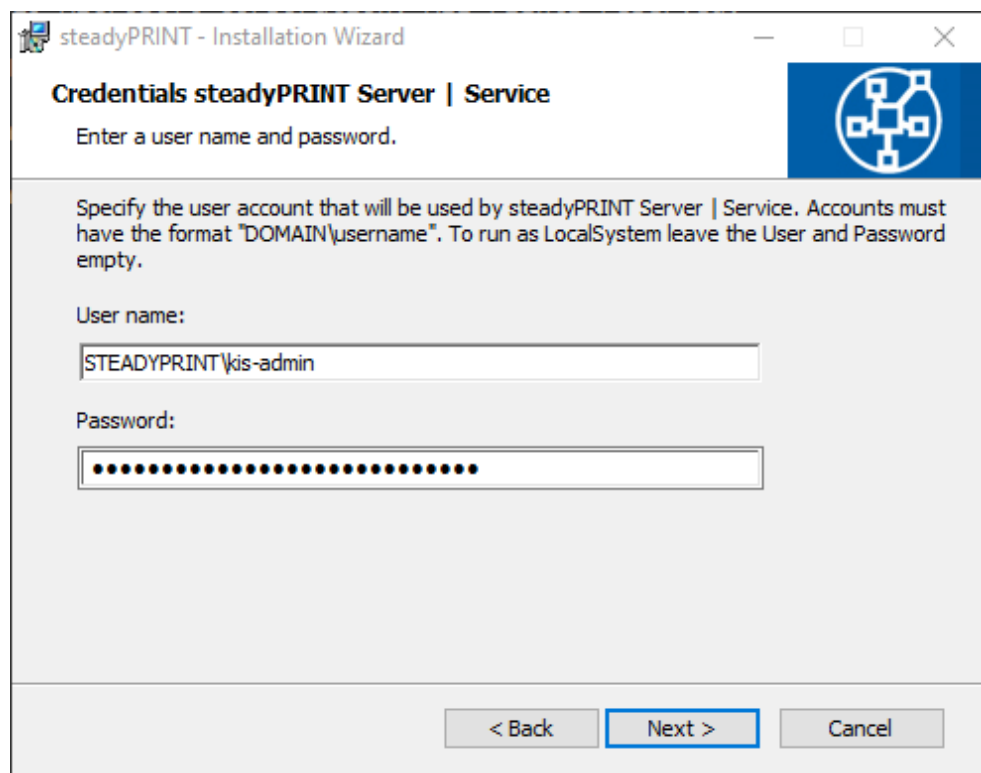 steadyPRINT - Installation Wizard
Credentials steadyPRINT Server | Service
Enter a user name and password.
Specify the user account that will be used by steadyPRINT Server | Service. Accounts must
have the format "DOMAIN\username". To run as LocalSystem leave the User and Password
empty.
User name:
STEADYPRINT\kis-admin
Password:
●●●●●●●●●●●●●●●●●●●●●●●●●●●●
< Back
Next >
Cancel